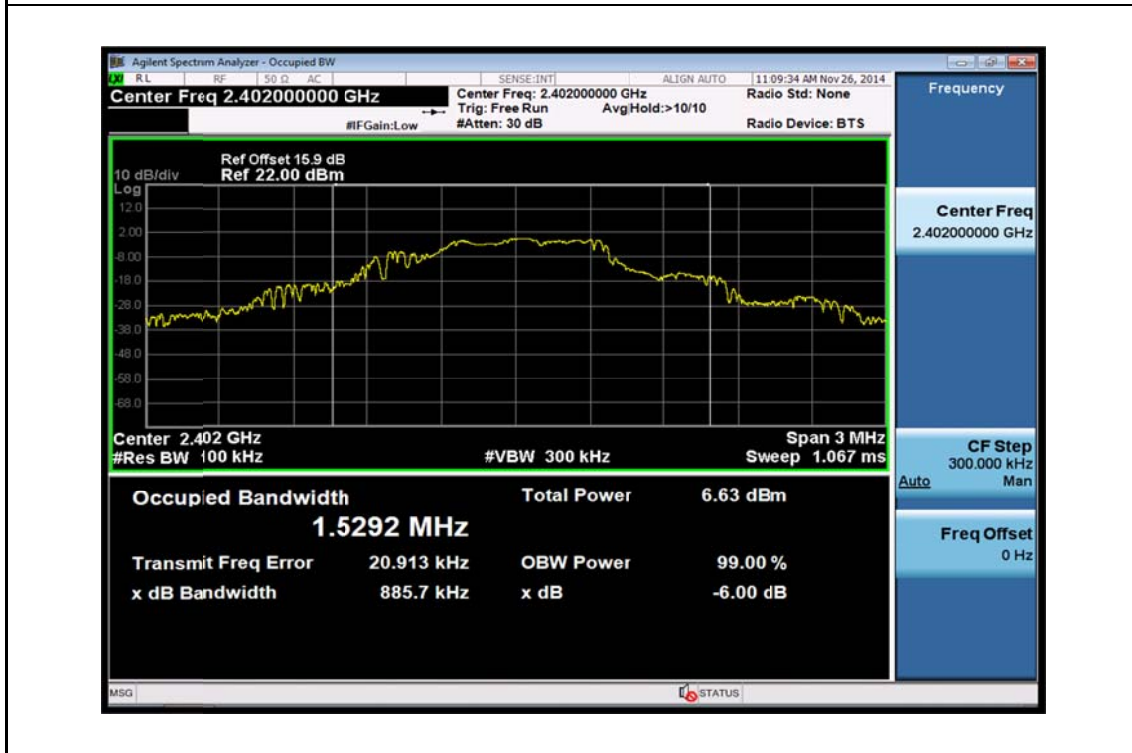 Agilent Spectrum Analyzer - Occupied BW
LXI RL RF 50 Ω AC SENSE:INT ALIGN AUTO 11:09:34 AM Nov 26, 2014
Center Freq 2.402000000 GHz Center Freq: 2.402000000 GHz Radio Std: None
Trig: Free Run Avg|Hold:>10/10
#IFGain:Low #Atten: 30 dB Radio Device: BTS
Ref Offset 15.9 dB
10 dB/div Ref 22.00 dBm
Log
12.0
2.00
-8.00
-18.0
-28.0
-38.0
-48.0
-58.0
-68.0
Center 2.402 GHz Span 3 MHz
#Res BW 100 kHz #VBW 300 kHz Sweep 1.067 ms
Occupied Bandwidth Total Power 6.63 dBm
1.5292 MHz
Transmit Freq Error 20.913 kHz OBW Power 99.00 %
x dB Bandwidth 885.7 kHz x dB -6.00 dB
MSG STATUS
Frequency
Center Freq
2.402000000 GHz
CF Step
300.000 kHz
Auto Man
Freq Offset
0 Hz